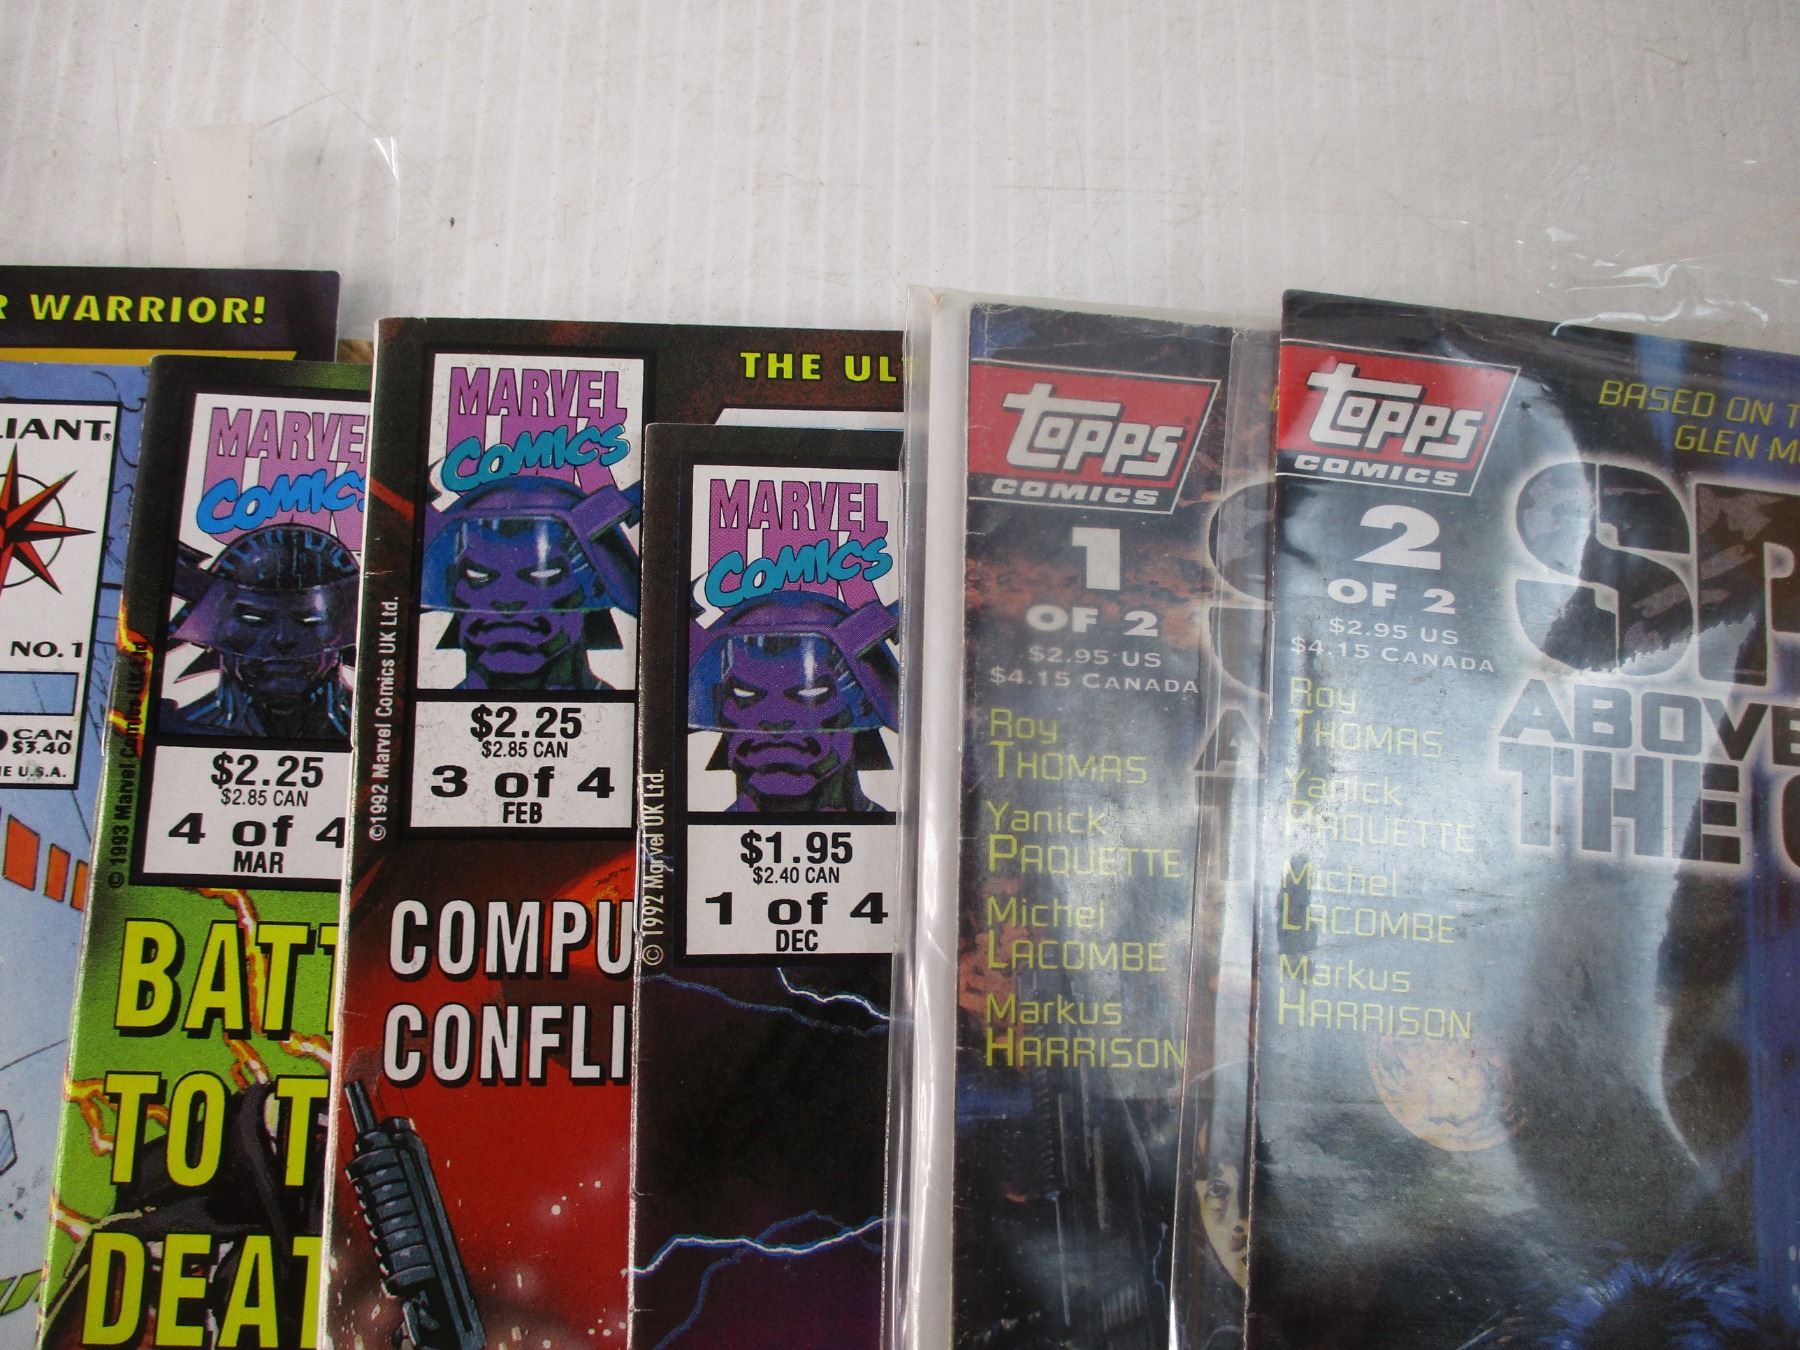 WARRIOR!
NO. 1
CAN
$3.40
U.S.A.
MARVEL
COMICS
© 1993 Marvel Comics UK Ltd.
$2.25
$2.85 CAN
4 of 4
MAR
BATT
TO T
DEAT
THE UL
MARVEL
COMICS
©1992 Marvel Comics UK Ltd.
$2.25
$2.85 CAN
3 of 4
FEB
COMPU
CONFLI
MARVEL
COMICS
© 1992 Marvel UK Ltd.
$1.95
$2.40 CAN
1 of 4
DEC
Topps
COMICS
1
OF 2
$2.95 US
$4.15 CANADA
Roy
THOMAS
Yanick
PAQUETTE
Michel
LACOMBE
Markus
HARRISON
Topps
COMICS
2
OF 2
$2.95 US
$4.15 CANADA
Roy
THOMAS
Yanick
PAQUETTE
Michel
LACOMBE
Markus
HARRISON
BASED ON T
GLEN MO
SP
ABOVE
THE